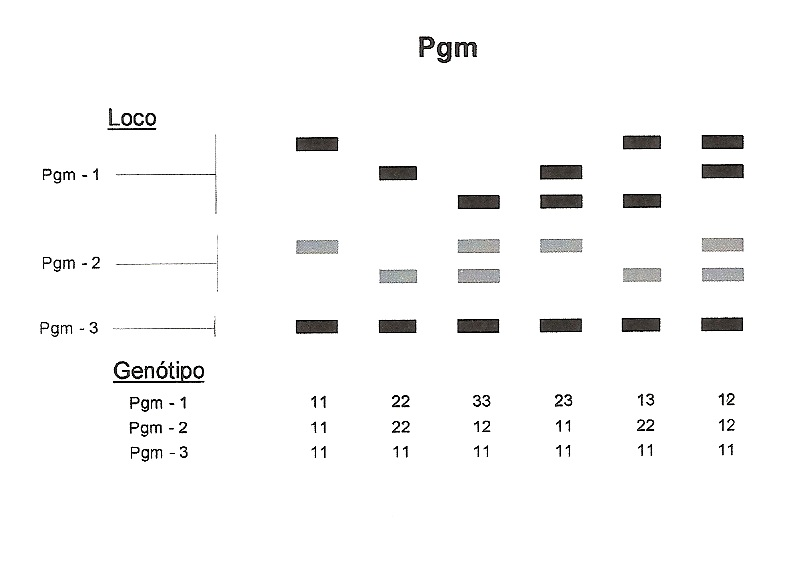 Pgm
Loco
Pgm - 1
Pgm - 2
Pgm - 3
Genótipo
Pgm - 1 11 22 33 23 13 12
Pgm - 2 11 22 12 11 22 12
Pgm - 3 11 11 11 11 11 11